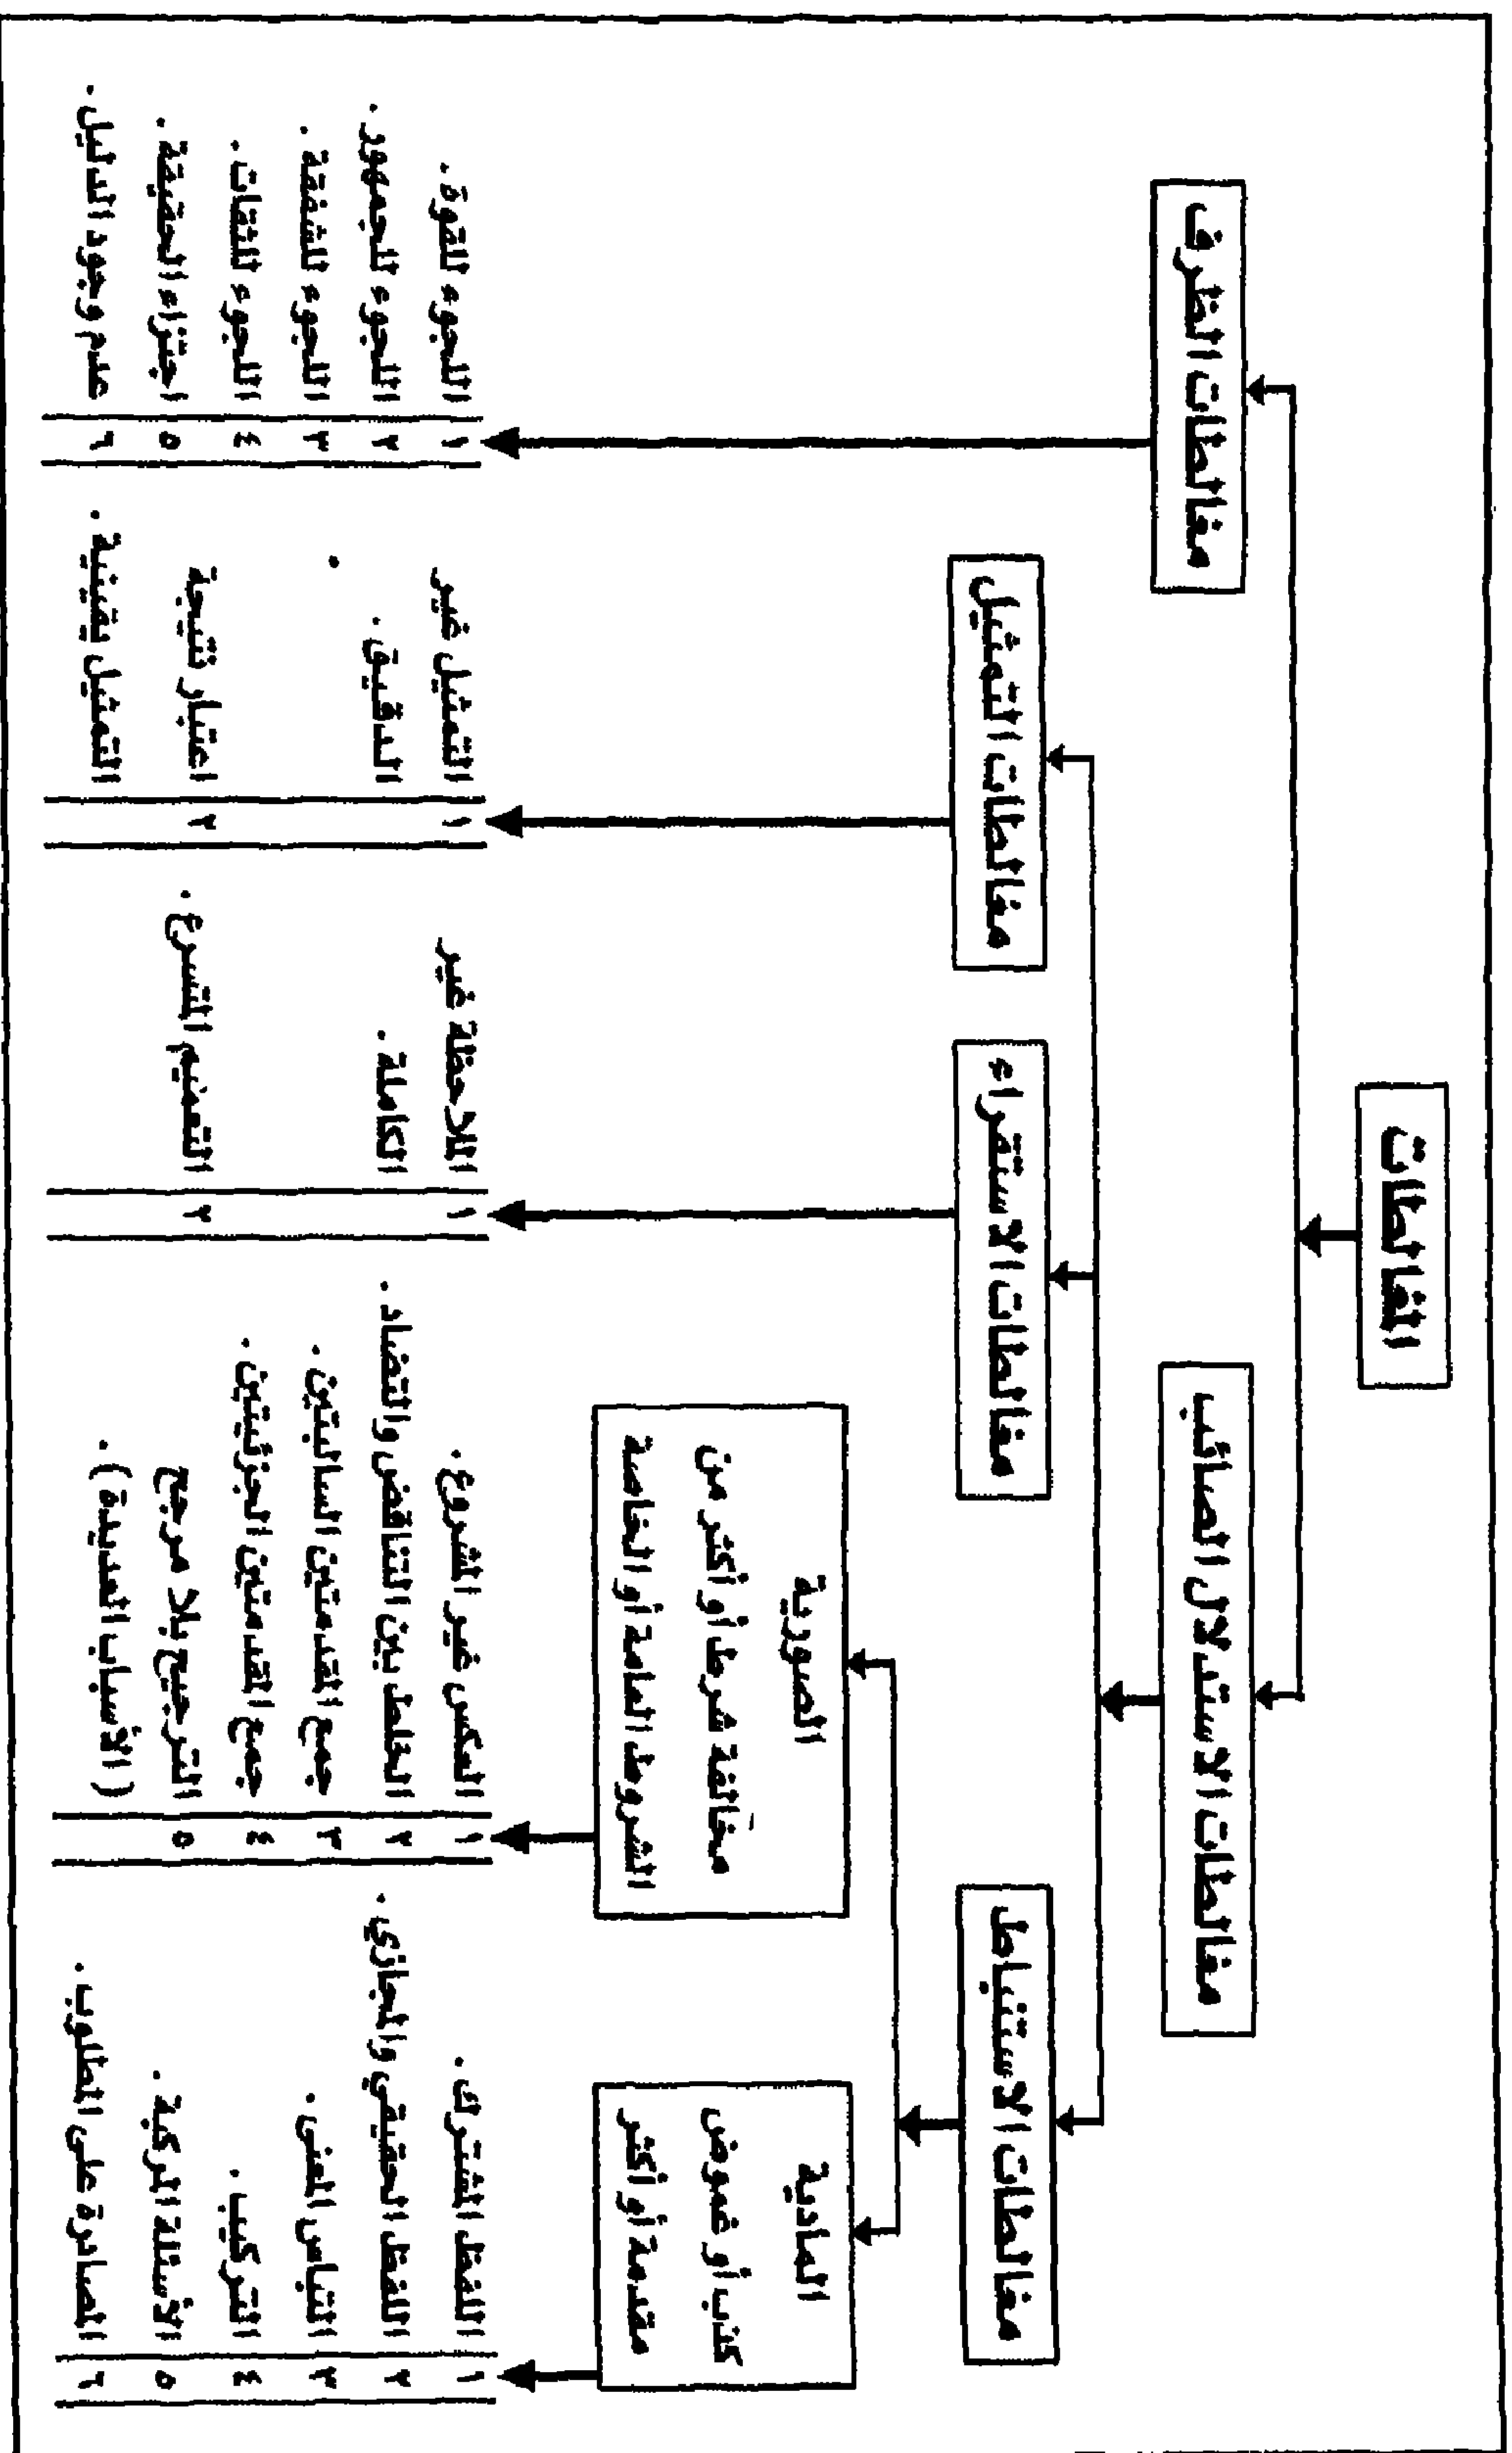 المغالطات
مغالطات الاستدلال الصائب
مغالطات الظرف
مغالطات الاستنباط
مغالطات الاستقراء
مغالطات التمثيل
المادية
كذب أو غموض
مقدمة أو أكثر
الصورية
مخالفة شرط أو أكثر من
الشروط العامة أو الخاصة
١ اللفظ المشترك.
٢ اللفظ الحقيقي والمجازي.
٣ التباس المعنى.
٤ التركيب.
٥ الأسئلة المركبة.
٦ المصادرة على المطلوب.
١ العكس غير المشروع.
٢ الخلط بين التناقض والتضاد.
٣ جمع المقدمتين السالبتين.
٤ جمع المقدمتين الجزئيتين.
٥ الترجيح بلا مرجح
(الأسباب العديدة).
١ الملاحظة غير
الكاملة.
٢ التعميم المتسرع.
١ التمثيل غير
الدقيق.
٢ اعتبار نتيجة
التمثيل يقينية.
١ اللجوء للقوة.
٢ اللجوء للجمهور.
٣ اللجوء للشفقة.
٤ اللجوء للثقات.
٥ اجتزاء الحقيقة.
٦ عدم وجود الدليل.